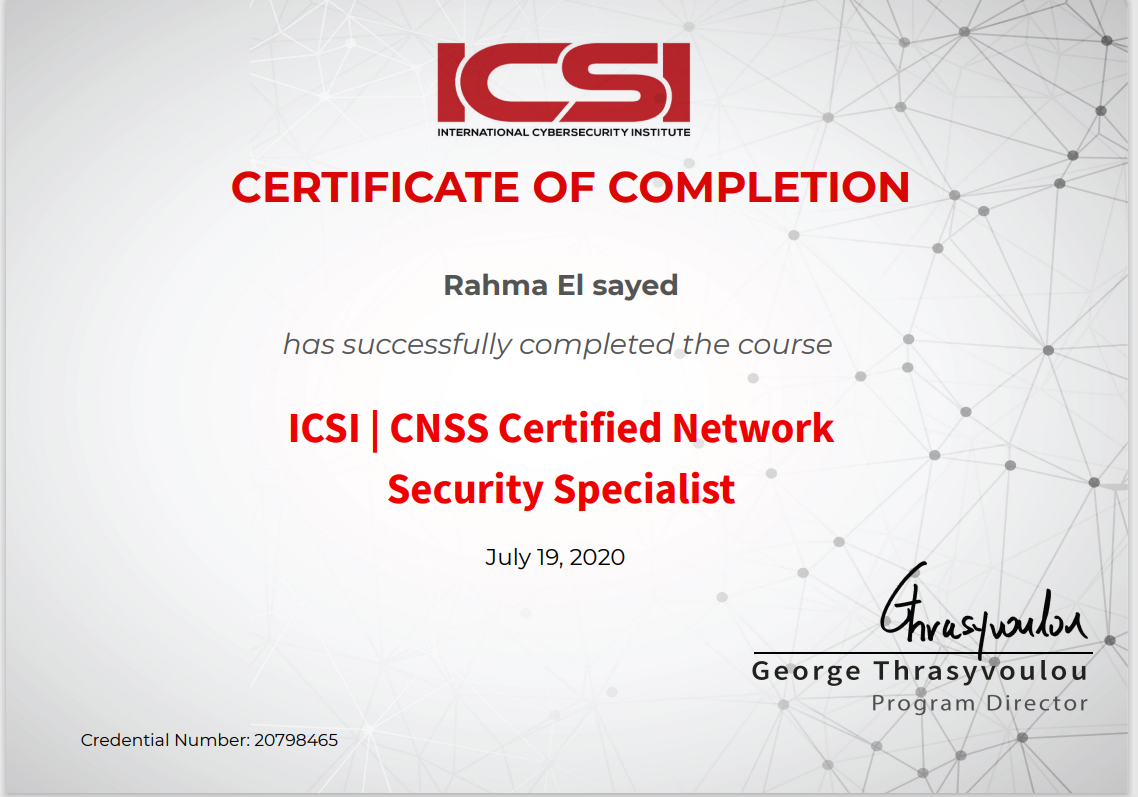 ICSI
INTERNATIONAL CYBERSECURITY INSTITUTE
CERTIFICATE OF COMPLETION
Rahma El sayed
has successfully completed the course
ICSI | CNSS Certified Network
Security Specialist
July 19, 2020
Thrasyvoulou
George Thrasyvoulou
Program Director
Credential Number: 20798465